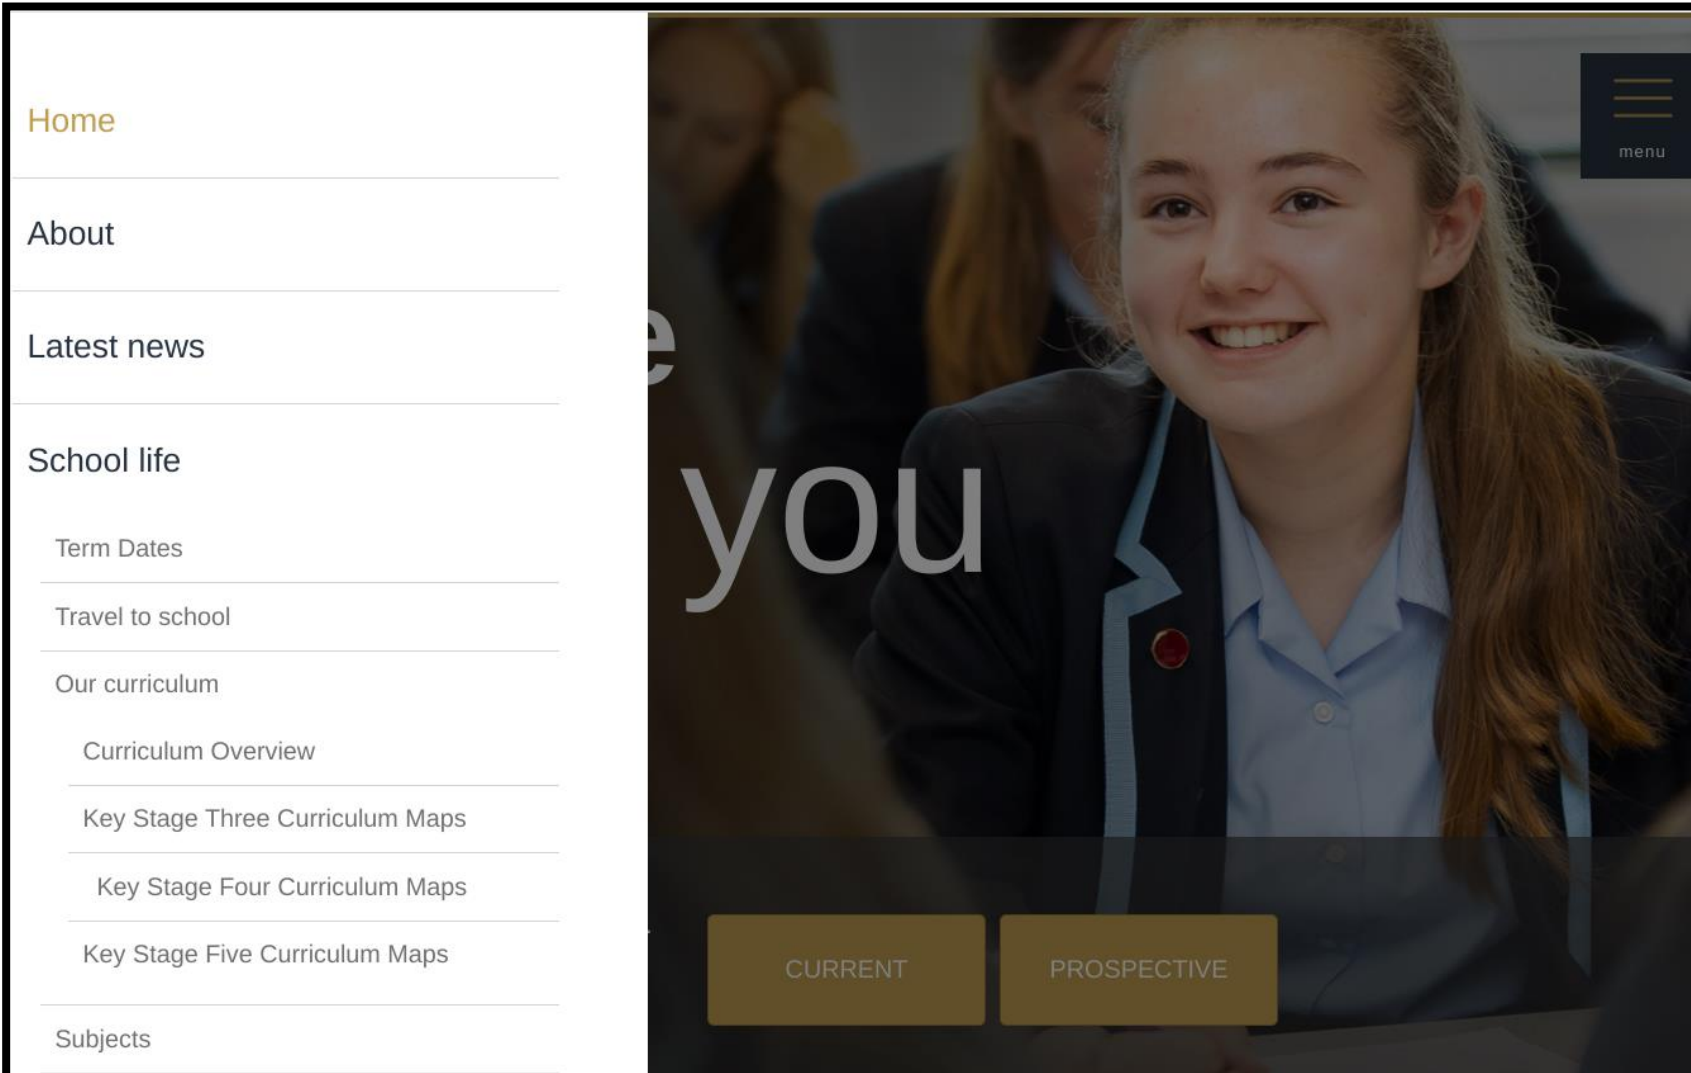 Home
About
Latest news
School life
Term Dates
Travel to school
Our curriculum
Curriculum Overview
Key Stage Three Curriculum Maps
Key Stage Four Curriculum Maps
Key Stage Five Curriculum Maps
Subjects
menu
e
you
CURRENT
PROSPECTIVE